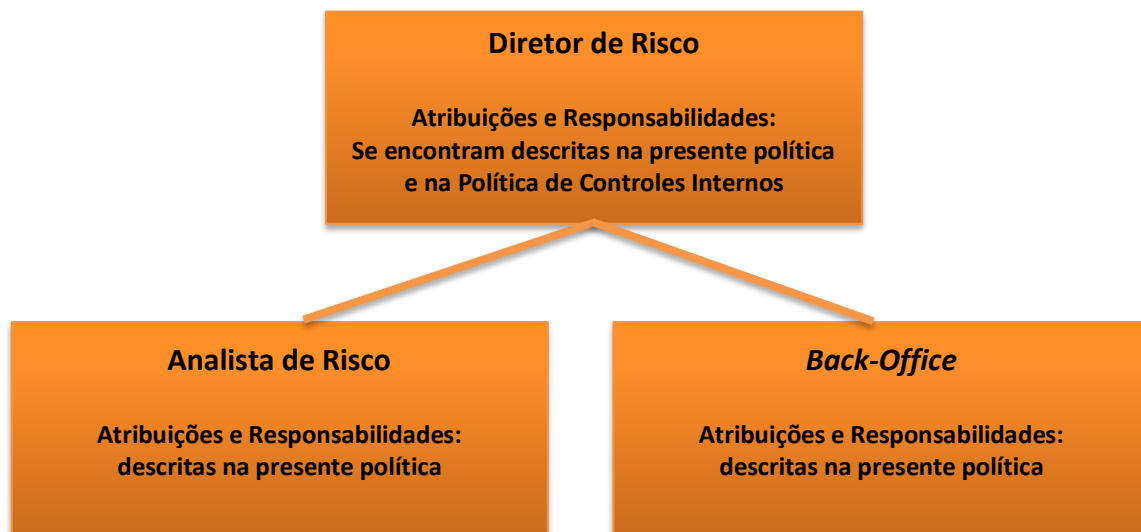 Diretor de Risco
Atribuições e Responsabilidades:
Se encontram descritas na presente política
e na Política de Controles Internos
Analista de Risco
Atribuições e Responsabilidades:
descritas na presente política
Back-Office
Atribuições e Responsabilidades:
descritas na presente política